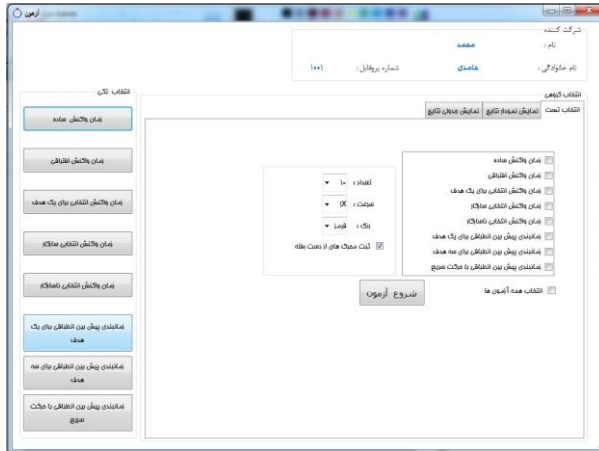 آزمون
شرکت کننده
نام : محمد
نام خانوادگی : حامدی شماره پروفایل : ۱۰۰۱
انتخاب گروهی
انتخاب تست نمایش نمودار نتایج نمایش جدولی نتایج
زمان واکنش ساده
زمان واکنش افتراقی
زمان واکنش انتخابی برای یک هدف
زمان واکنش انتخابی سازگار
زمان واکنش انتخابی ناسازگار
زمانبندی پیش بین انطباقی برای یک هدف
زمانبندی پیش بین انطباقی برای سه هدف
زمانبندی پیش بین انطباقی با حرکت سریع
انتخاب همه آزمون ها
تعداد : ۱۰
سرعت : 1X
رنگ : قرمز
ثبت محرک های از دست رفته
شروع آزمون
انتخاب تکی
زمان واکنش ساده
زمان واکنش افتراقی
زمان واکنش انتخابی برای یک هدف
زمان واکنش انتخابی سازگار
زمان واکنش انتخابی ناسازگار
زمانبندی پیش بین انطباقی برای یک
هدف
زمانبندی پیش بین انطباقی برای سه
هدف
زمانبندی پیش بین انطباقی با حرکت
سریع